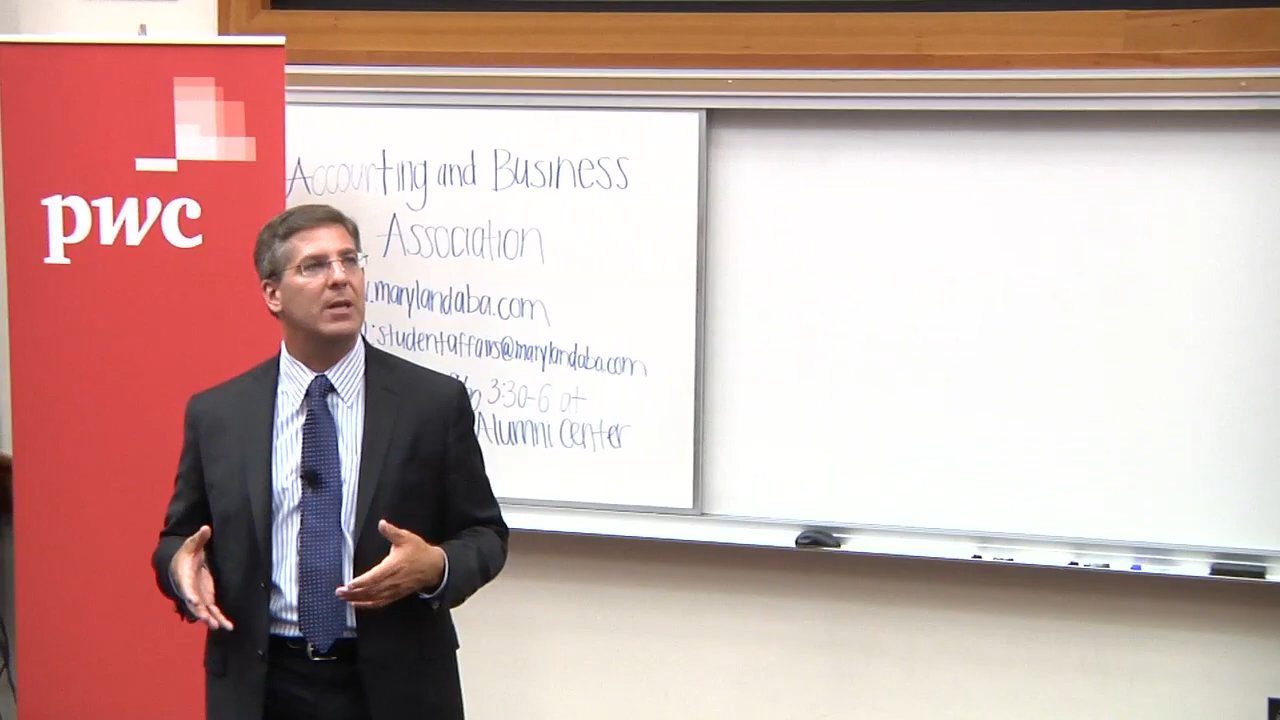 pwc
Accounting and Business
Association
.marylandaba.com
: studentaffairs@marylandaba.com
3:30-6 at
Alumni Center